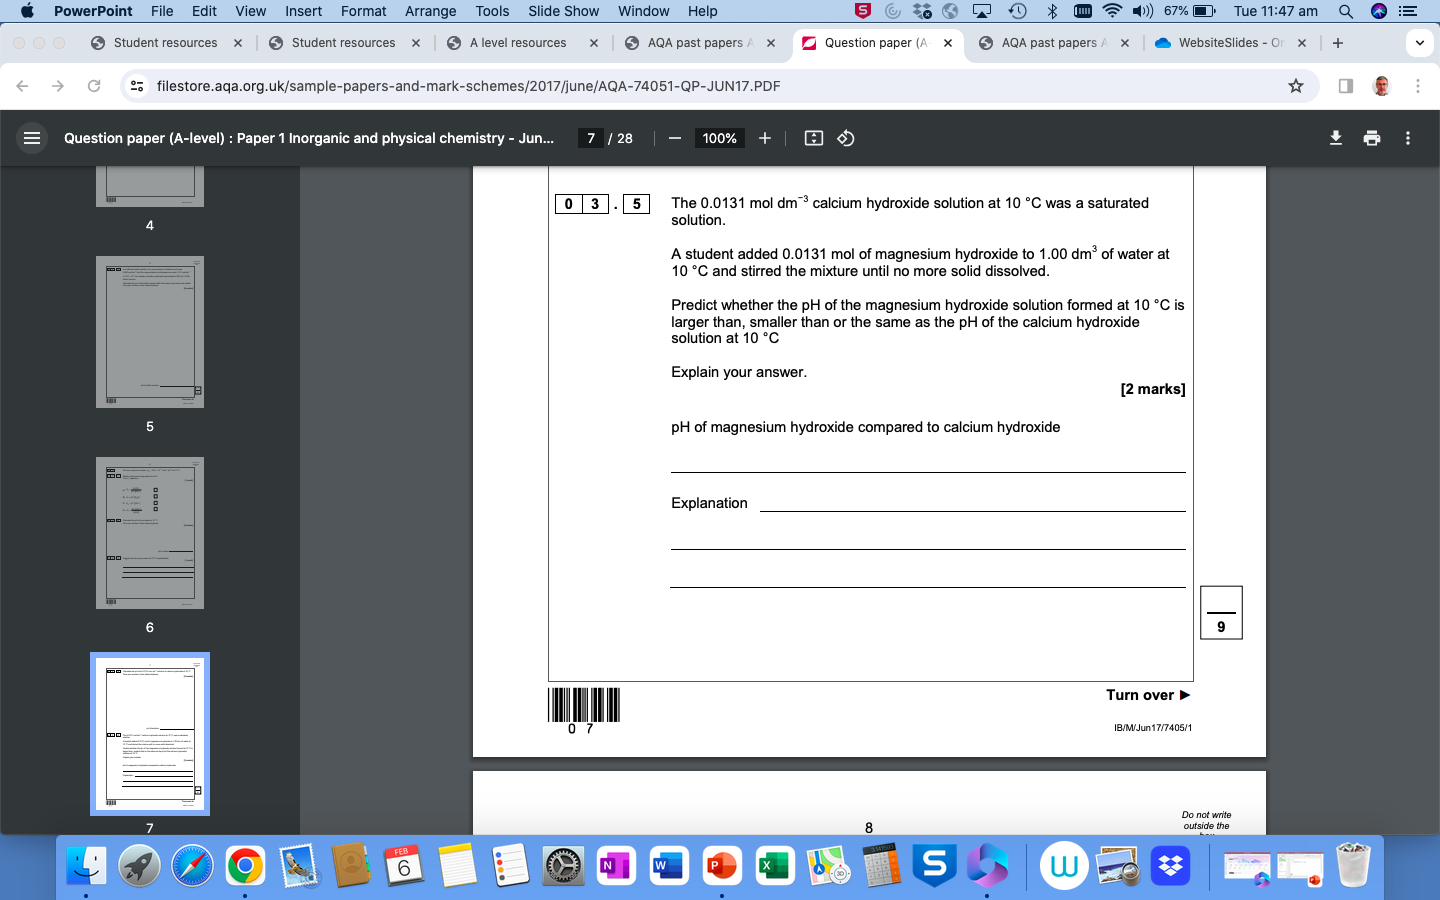 PowerPoint File Edit View Insert Format Arrange Tools Slide Show Window Help 67% Tue 11:47 am
Student resources Student resources A level resources AQA past papers A Question paper (A- AQA past papers A WebsiteSlides - Or
filestore.aqa.org.uk/sample-papers-and-mark-schemes/2017/june/AQA-74051-QP-JUN17.PDF
Question paper (A-level) : Paper 1 Inorganic and physical chemistry - Jun... 7 / 28 100%
4
5
6
7
0 3 . 5 The 0.0131 mol dm⁻³ calcium hydroxide solution at 10 °C was a saturated
solution.
A student added 0.0131 mol of magnesium hydroxide to 1.00 dm³ of water at
10 °C and stirred the mixture until no more solid dissolved.
Predict whether the pH of the magnesium hydroxide solution formed at 10 °C is
larger than, smaller than or the same as the pH of the calcium hydroxide
solution at 10 °C
Explain your answer.
[2 marks]
pH of magnesium hydroxide compared to calcium hydroxide
Explanation
9
Turn over ►
0 7
IB/M/Jun17/7405/1
8
Do not write
outside the
FEB
6
N W P X 3D S W